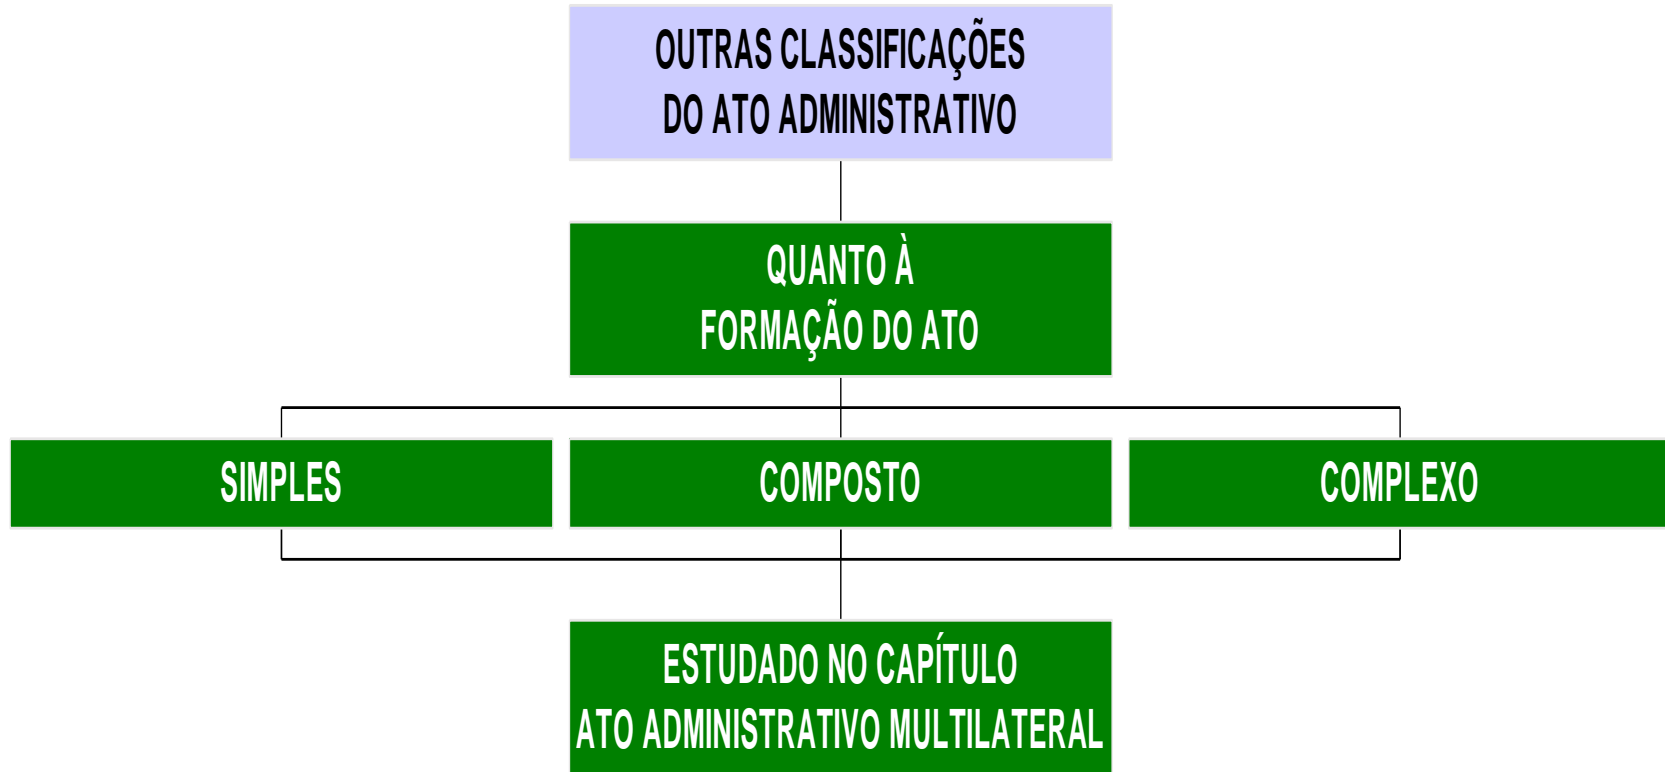 OUTRAS CLASSIFICAÇÕES
DO ATO ADMINISTRATIVO
QUANTO À
FORMAÇÃO DO ATO
SIMPLES
COMPOSTO
COMPLEXO
ESTUDADO NO CAPÍTULO
ATO ADMINISTRATIVO MULTILATERAL